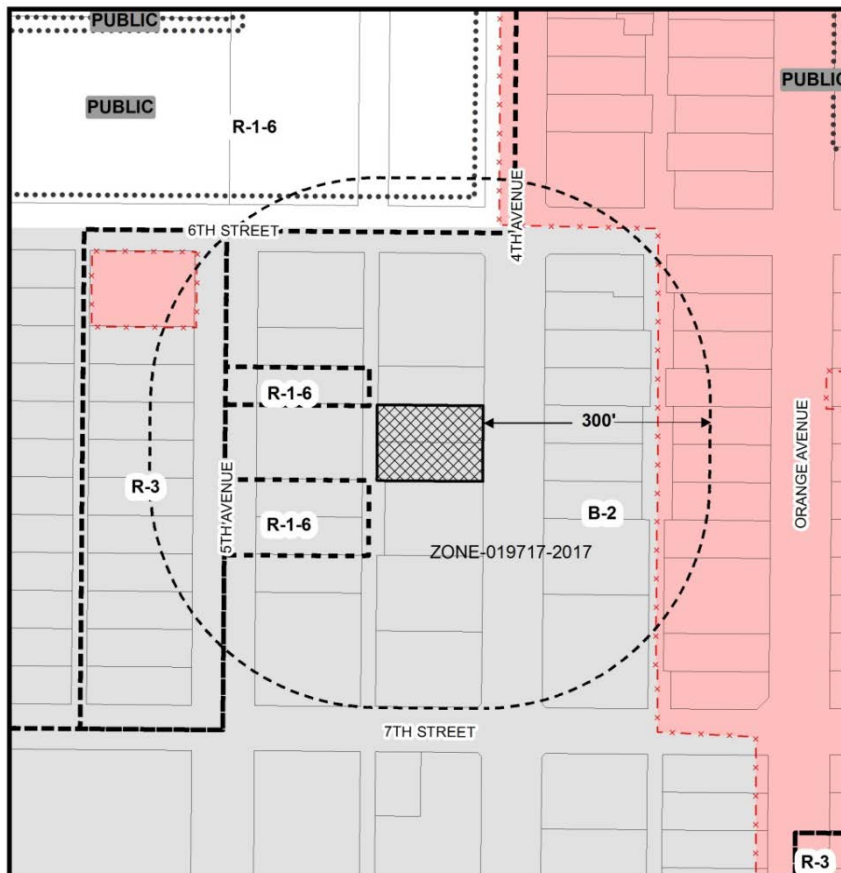 PUBLIC
PUBLIC
PUBLIC
R-1-6
4TH AVENUE
6TH STREET
R-1-6
300'
R-3
5TH AVENUE
R-1-6
B-2
ORANGE AVENUE
ZONE-019717-2017
7TH STREET
R-3